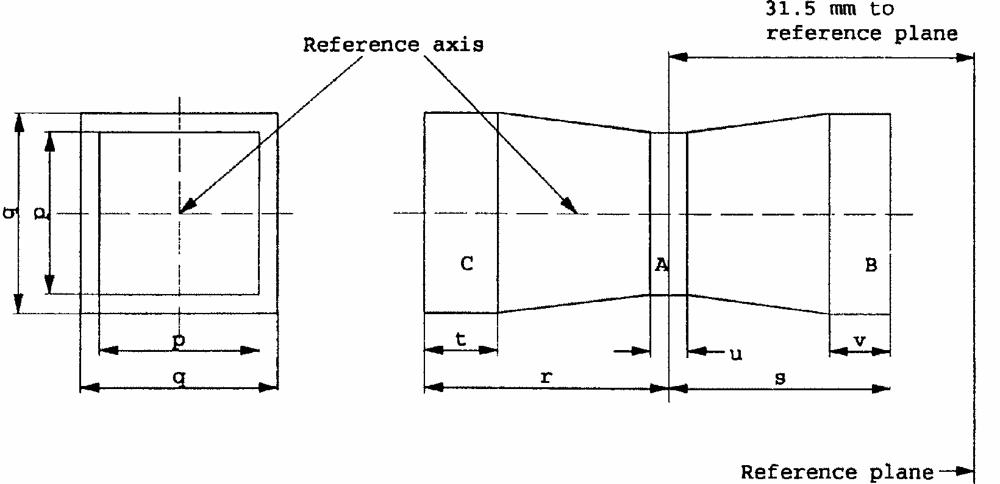 31.5 mm to
reference plane
Reference axis
q
p
C
A
B
p
t
u
v
q
r
s
Reference plane